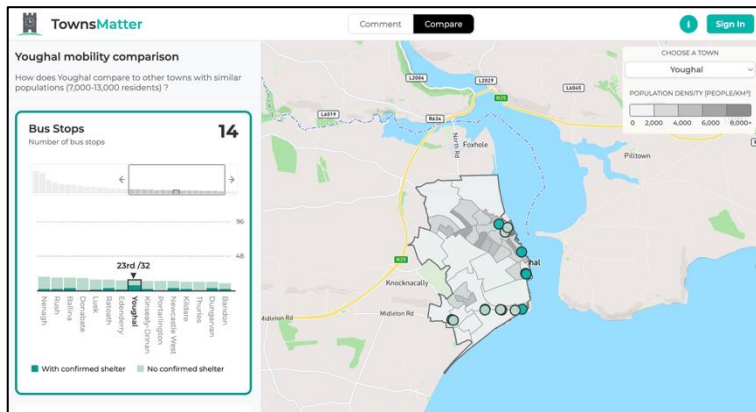 TownsMatter
Comment
Compare
i
Sign In
Youghal mobility comparison
How does Youghal compare to other towns with similar
populations (7,000-13,000 residents) ?
Bus Stops
14
Number of bus stops
96
48
23rd /32
Nenagh
Rush
Ballina
Donabate
Lusk
Ratoath
Edenderry
Youghal
Kinsealy-Drinan
Portarlington
Newcastle West
Kildare
Thurles
Dungarvan
Bandon
With confirmed shelter
No confirmed shelter
CHOOSE A TOWN
Youghal
POPULATION DENSITY [PEOPLE/KM²]
0 2,000 4,000 6,000 8,000+
L2004
L2029
N25
L6045
L6019
R634
North Rd
Foxhole
Pilltown
N25
hal
Knocknacally
Midleton Rd
Midleton Rd